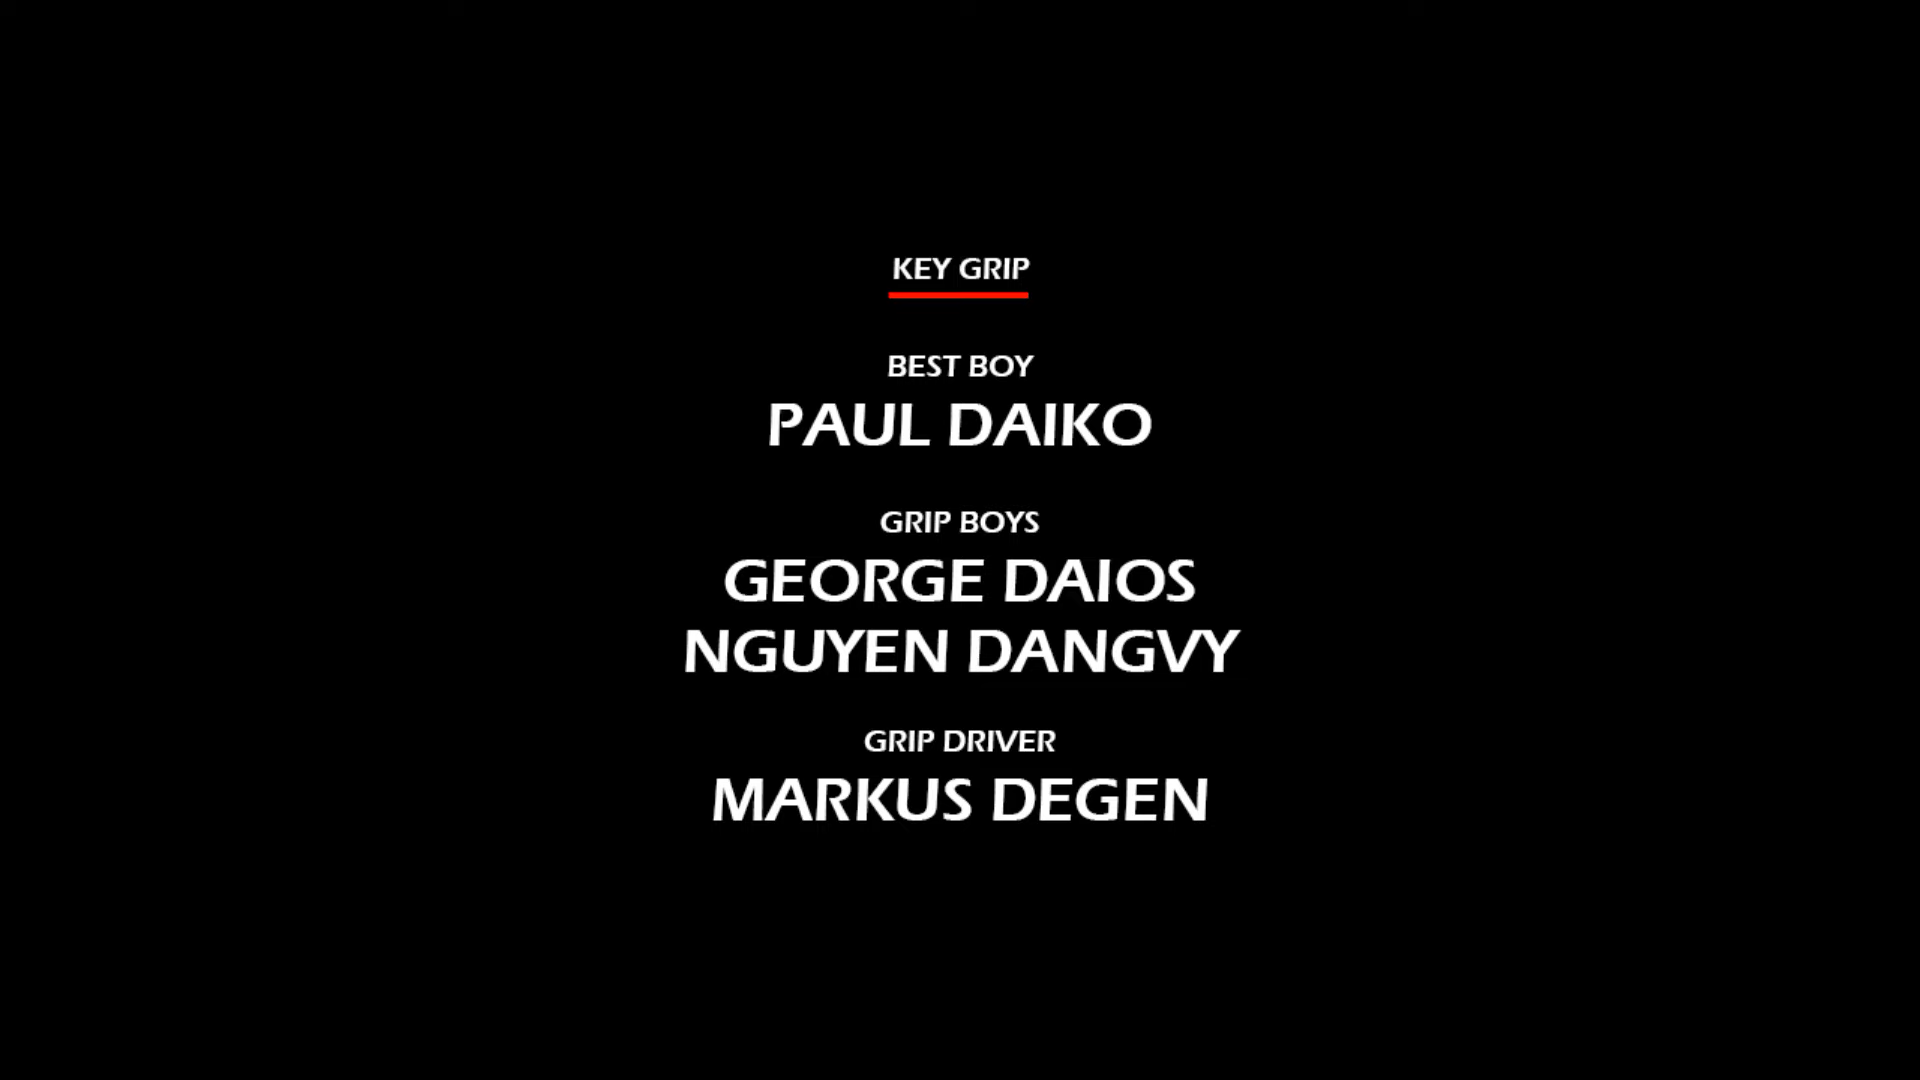 KEY GRIP
BEST BOY
PAUL DAIKO
GRIP BOYS
GEORGE DAIOS
NGUYEN DANGVY
GRIP DRIVER
MARKUS DEGEN